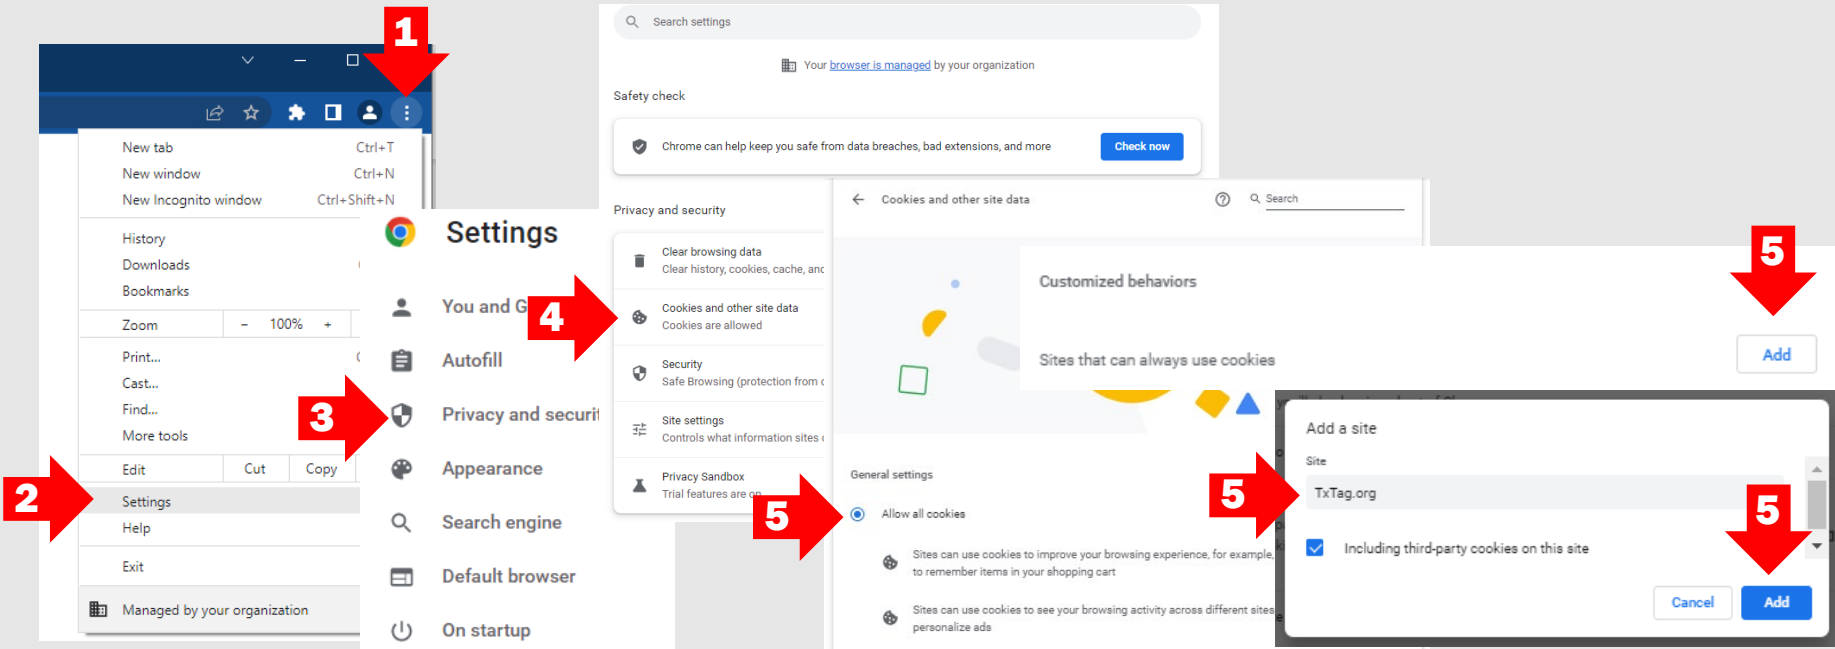 1
New tab Ctrl+T
New window Ctrl+N
New Incognito window Ctrl+Shift+N
History
Downloads
Bookmarks
Zoom - 100% +
Print...
Cast...
Find...
More tools
Edit Cut Copy
2
Settings
Help
Exit
Managed by your organization
Settings
You and G
Autofill
3
Privacy and securit
Appearance
Search engine
Default browser
On startup
Search settings
Your browser is managed by your organization
Safety check
Chrome can help keep you safe from data breaches, bad extensions, and more Check now
Privacy and security
Clear browsing data
Clear history, cookies, cache, and
4
Cookies and other site data
Cookies are allowed
Security
Safe Browsing (protection from
Site settings
Controls what information sites
Privacy Sandbox
Trial features are on
Cookies and other site data Search
General settings
5
Allow all cookies
Sites can use cookies to improve your browsing experience, for example,
to remember items in your shopping cart
Sites can use cookies to see your browsing activity across different sites
personalize ads
Customized behaviors
5
Sites that can always use cookies Add
Add a site
Site
5
TxTag.org
5
Including third-party cookies on this site
Cancel Add